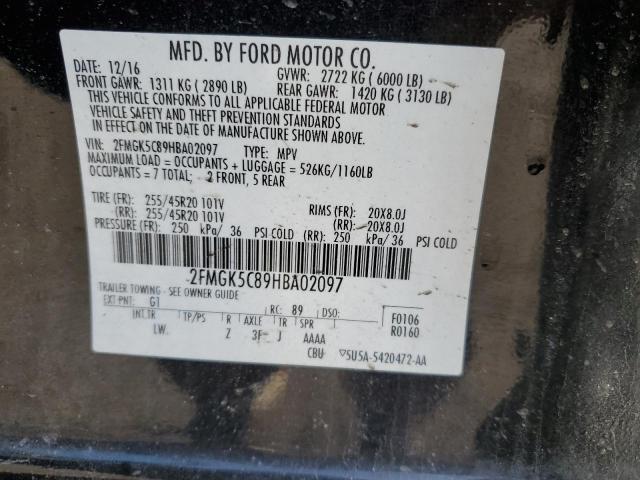 MFD. BY FORD MOTOR CO.
DATE: 12/16 GVWR: 2722 KG ( 6000 LB)
FRONT GAWR: 1311 KG ( 2890 LB) REAR GAWR: 1420 KG ( 3130 LB)
THIS VEHICLE CONFORMS TO ALL APPLICABLE FEDERAL MOTOR
VEHICLE SAFETY AND THEFT PREVENTION STANDARDS
IN EFFECT ON THE DATE OF MANUFACTURE SHOWN ABOVE.
VIN: 2FMGK5C89HBA02097 TYPE: MPV
MAXIMUM LOAD = OCCUPANTS + LUGGAGE = 526KG/1160LB
OCCUPANTS = 7 TOTAL; 2 FRONT, 5 REAR
TIRE (FR): 255/45R20 101V RIMS (FR): 20X8.0J
(RR): 255/45R20 101V (RR): 20X8.0J
PRESSURE (FR): 250 kPa/ 36 PSI COLD (RR): 250 kPa/ 36 PSI COLD
2FMGK5C89HBA02097
TRAILER TOWING - SEE OWNER GUIDE
EXT PNT: G1 RC: 89 DSO: F0106
INT TR TP/PS R AXLE TR SPR R0160
LW Z 3F J AAAA
CBU ▽5U5A-5420472-AA